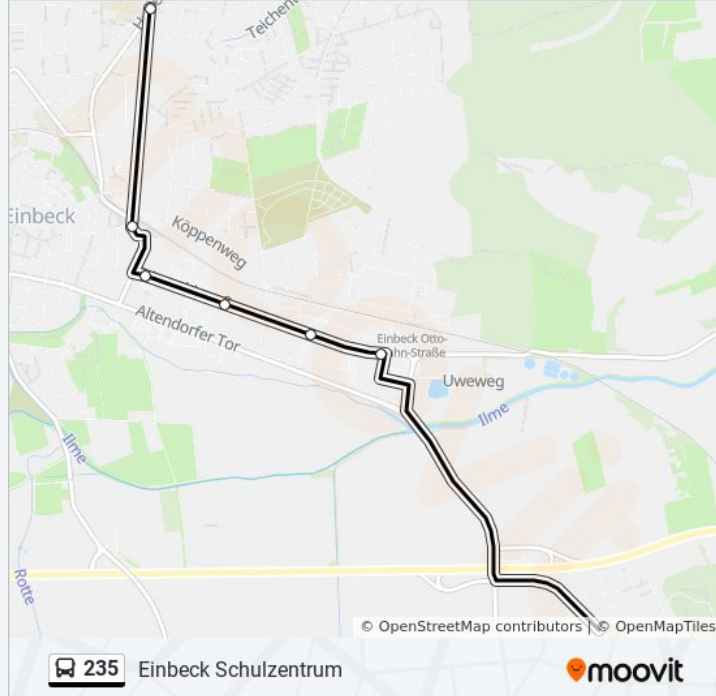 Teichen
Einbeck
Köppenweg
Altendorfer Tor
Einbeck Otto-
hn-Straße
Uweweg
Ilme
Ilme
Rotte
© OpenStreetMap contributors | © OpenMapTiles
235 Einbeck Schulzentrum
moovit